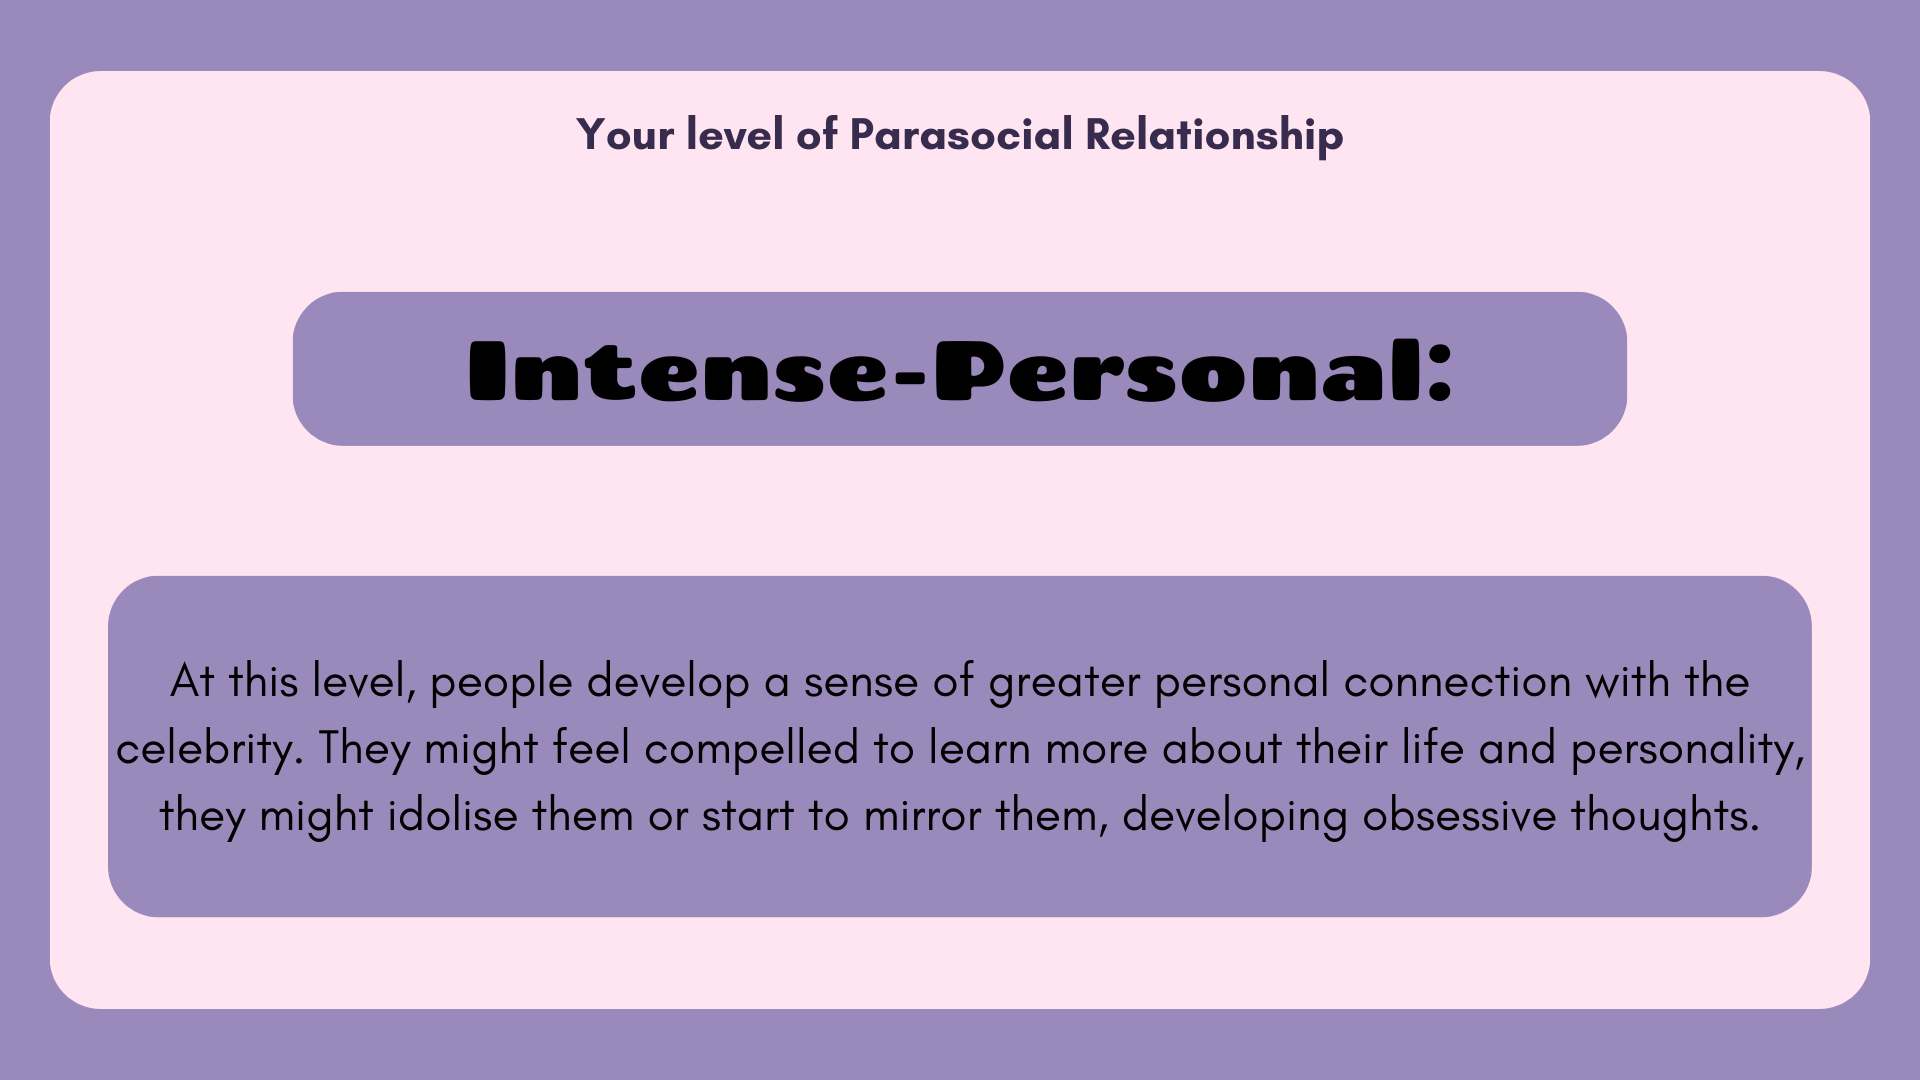 Your level of Parasocial Relationship
Intense-Personal:
At this level, people develop a sense of greater personal connection with the
celebrity. They might feel compelled to learn more about their life and personality,
they might idolise them or start to mirror them, developing obsessive thoughts.